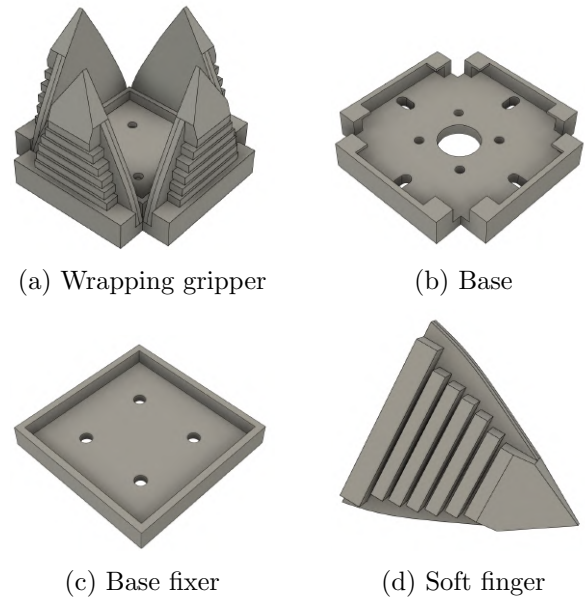 (a) Wrapping gripper
(b) Base
(c) Base fixer
(d) Soft finger